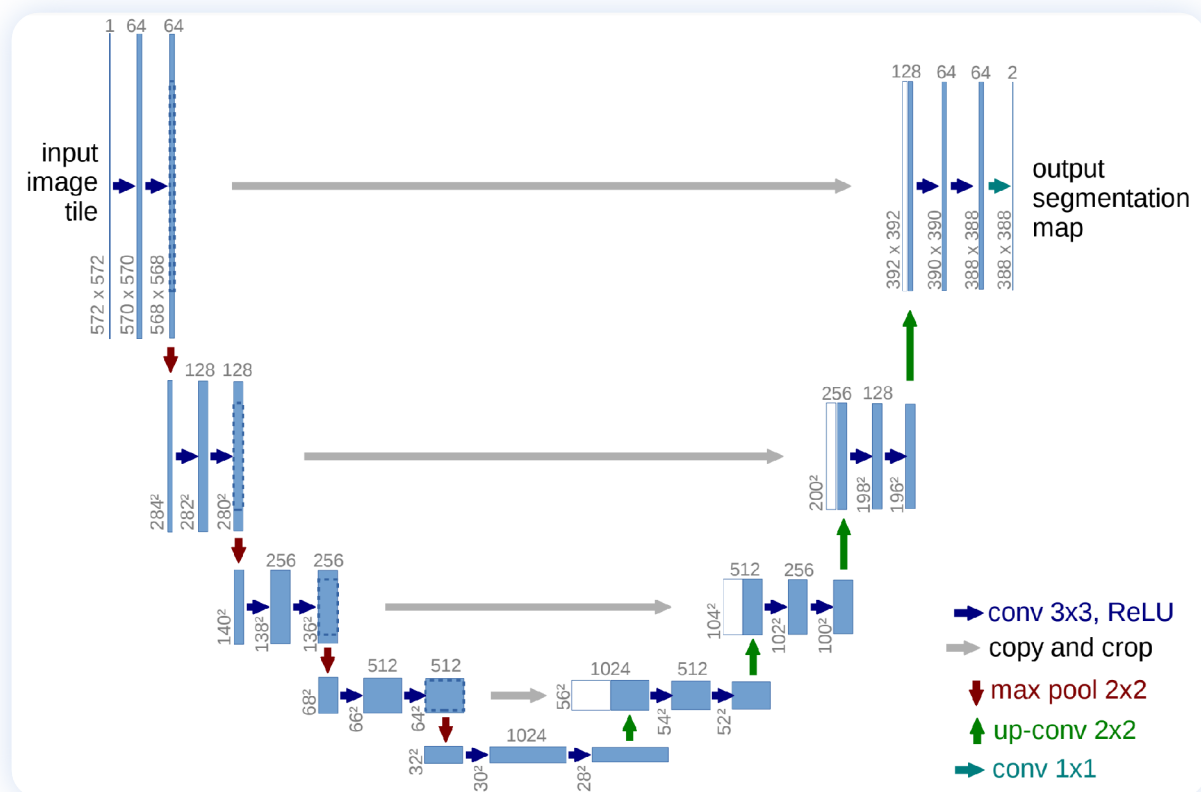 1 64 64
128 64 64 2
input
image
tile
output
segmentation
map
572 x 572
570 x 570
568 x 568
392 x 392
390 x 390
388 x 388
388 x 388
128 128
256 128
284²
282²
280²
200²
198²
196²
256 256
512 256
140²
138²
136²
104²
102²
100²
512 512
1024 512
68²
66²
64²
56²
54²
52²
1024
32²
30²
28²
conv 3x3, ReLU
copy and crop
max pool 2x2
up-conv 2x2
conv 1x1